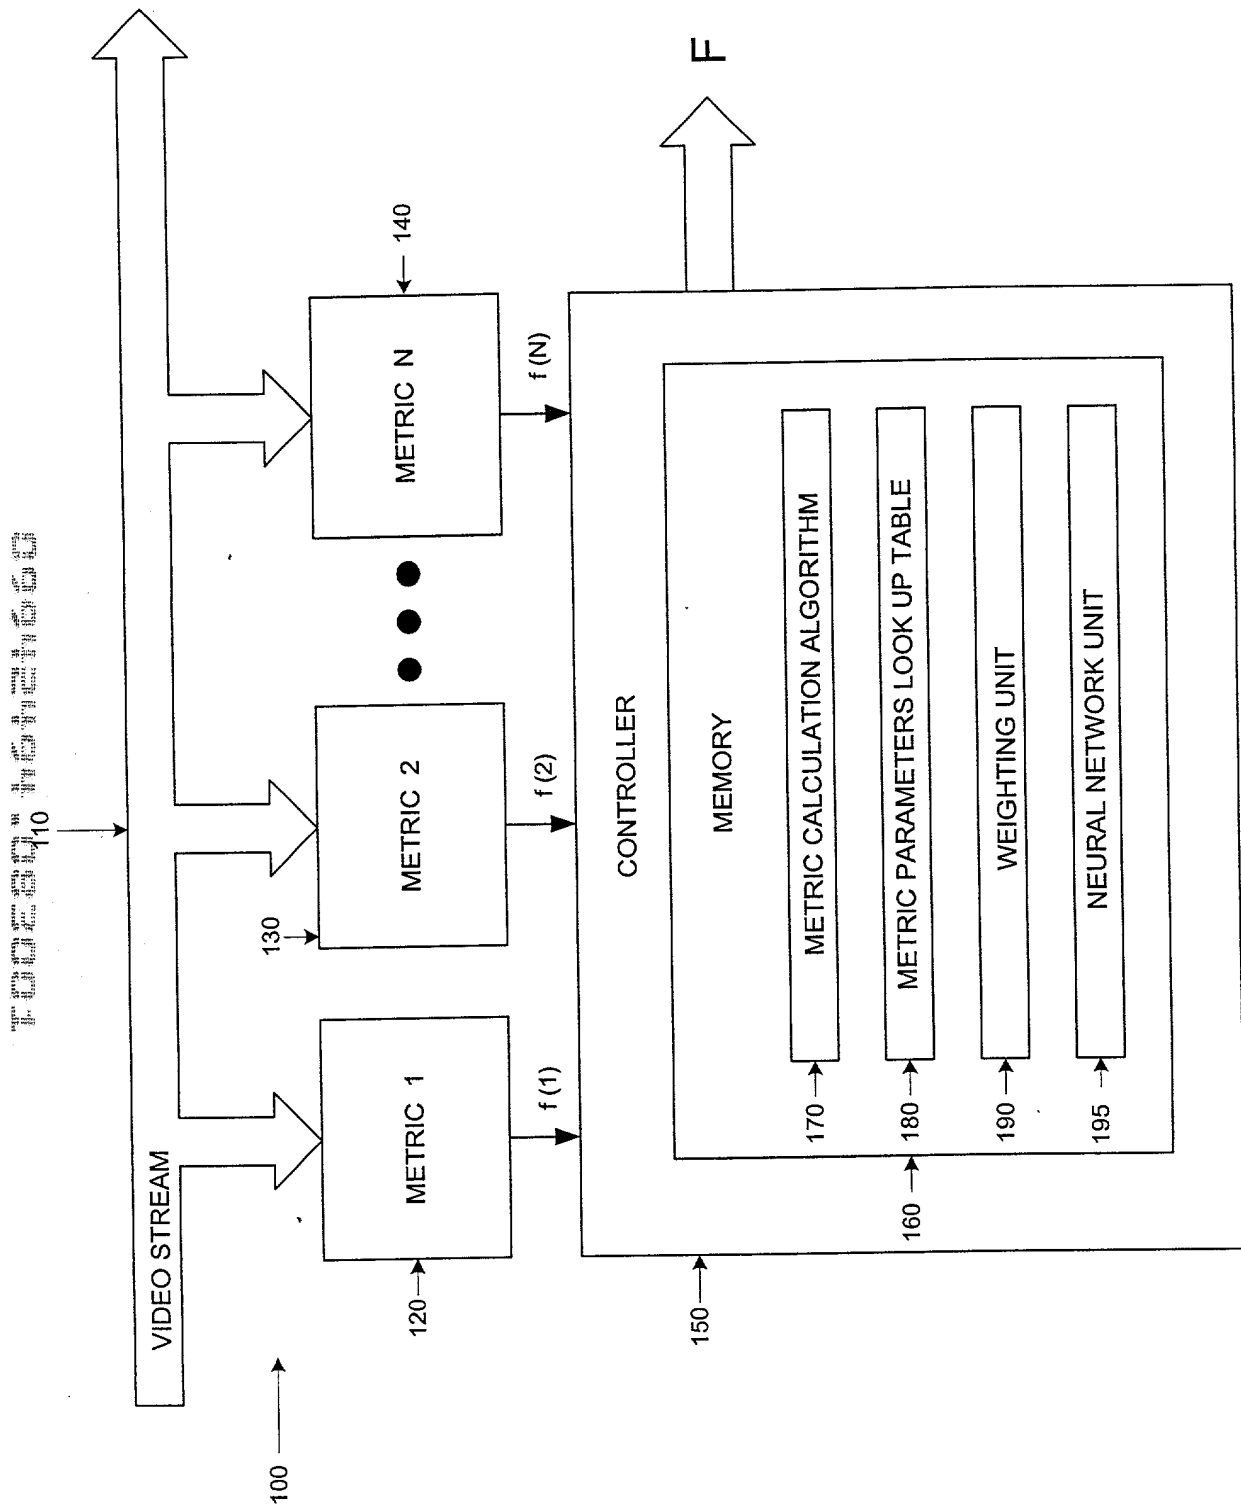 110
VIDEO STREAM
100
120
METRIC 1
130
METRIC 2
METRIC N
140
f (1)
f (2)
f (N)
150
CONTROLLER
F
160
MEMORY
170
METRIC CALCULATION ALGORITHM
180
METRIC PARAMETERS LOOK UP TABLE
190
WEIGHTING UNIT
195
NEURAL NETWORK UNIT